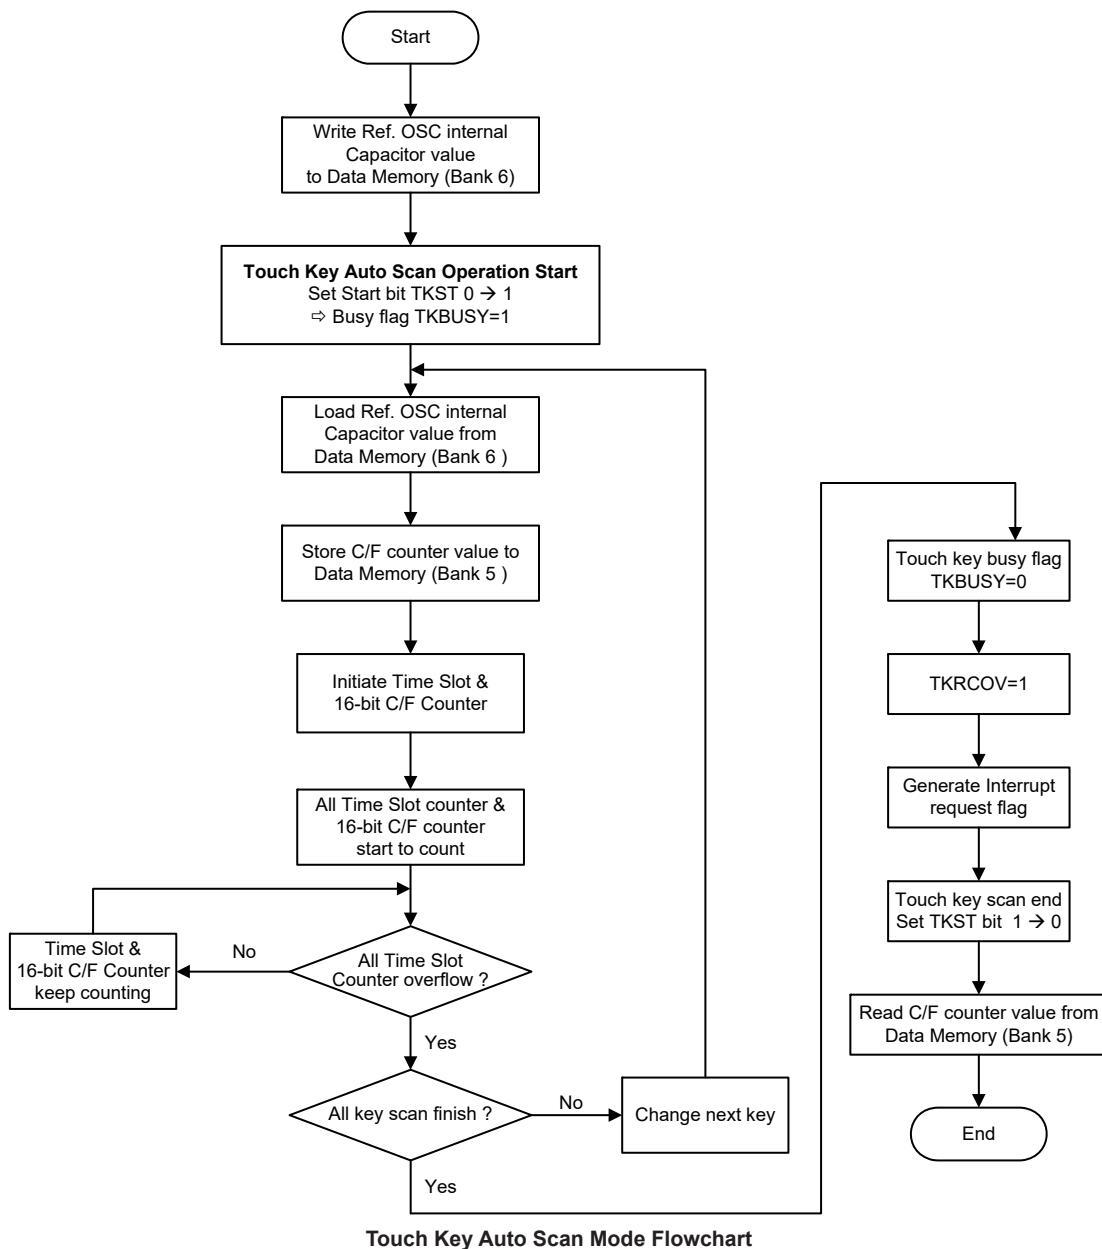 Start
Write Ref. OSC internal
Capacitor value
to Data Memory (Bank 6)
Touch Key Auto Scan Operation Start
Set Start bit TKST 0 → 1
⇨ Busy flag TKBUSY=1
Load Ref. OSC internal
Capacitor value from
Data Memory (Bank 6 )
Store C/F counter value to
Data Memory (Bank 5 )
Initiate Time Slot &
16-bit C/F Counter
All Time Slot counter &
16-bit C/F counter
start to count
Time Slot &
16-bit C/F Counter
keep counting
No
All Time Slot
Counter overflow ?
Yes
All key scan finish ?
No
Change next key
Yes
Touch key busy flag
TKBUSY=0
TKRCOV=1
Generate Interrupt
request flag
Touch key scan end
Set TKST bit 1 → 0
Read C/F counter value from
Data Memory (Bank 5)
End
Touch Key Auto Scan Mode Flowchart